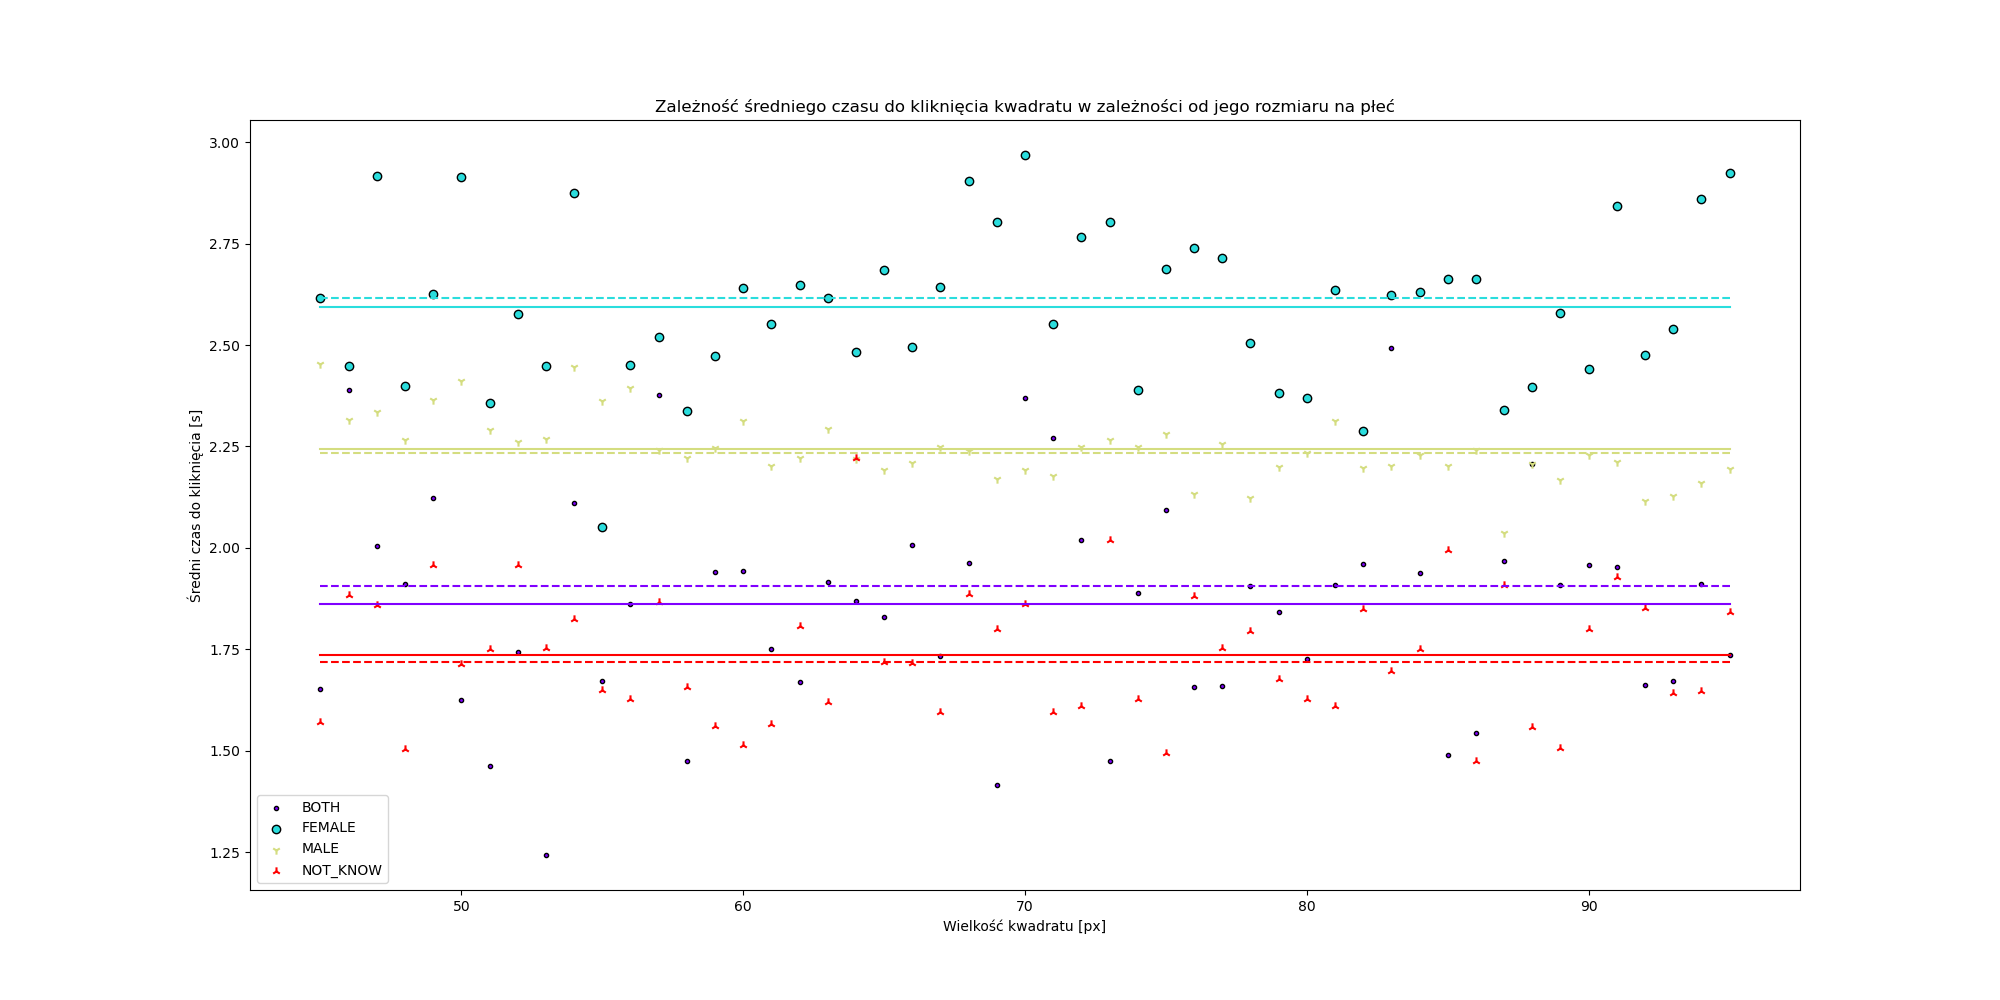 Zależność średniego czasu do kliknięcia kwadratu w zależności od jego rozmiaru na płeć
3.00
2.75
2.50
2.25
2.00
1.75
1.50
1.25
Średni czas do kliknięcia [s]
BOTH
FEMALE
MALE
NOT_KNOW
50
60
70
80
90
Wielkość kwadratu [px]